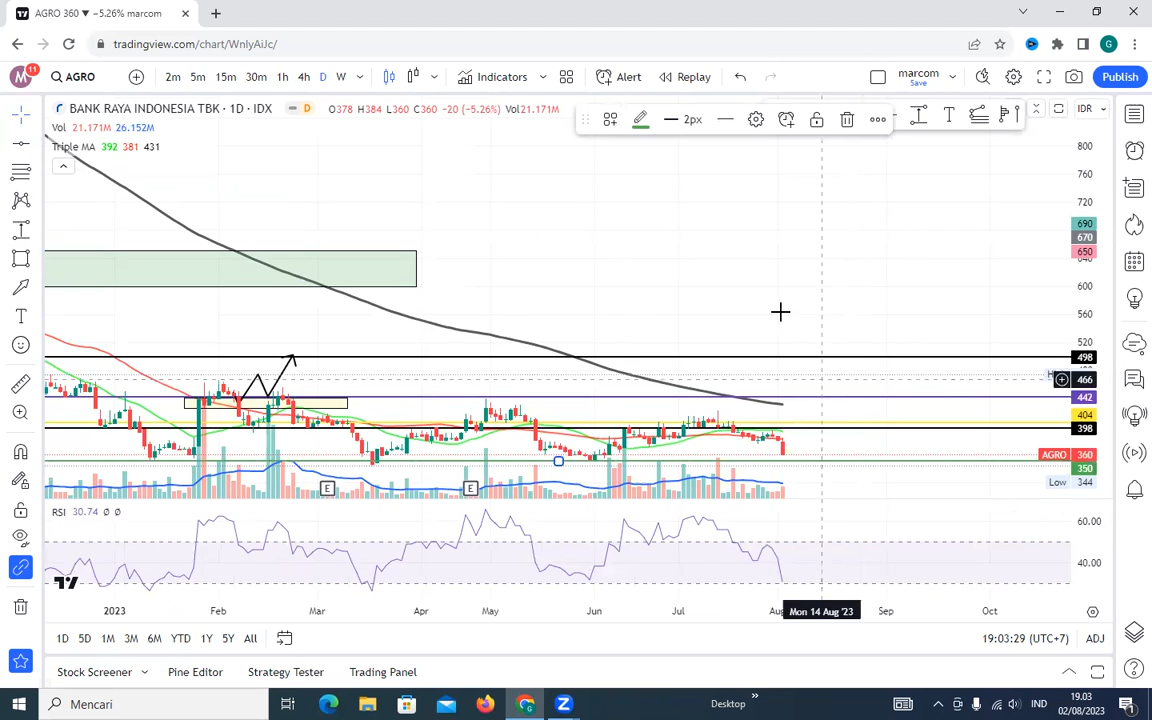 AGRO 360 ▼ −5.26% marcom
tradingview.com/chart/WnlyAiJc/
G
M
11
AGRO
2m 5m 15m 30m 1h 4h D W
Indicators
Alert
Replay
marcom
Save
Publish
BANK RAYA INDONESIA TBK · 1D · IDX
D
O378 H384 L360 C360 −20 (−5.26%) Vol21.171M
2px
IDR
Vol 21.171M 26.152M
Triple MA 392 381 431
800
760
720
690
670
650
600
560
520
498
466
442
404
398
AGRO 360
350
Low 344
E
E
RSI 30.74 Ø Ø
60.00
40.00
2023 Feb Mar Apr May Jun Jul Mon 14 Aug '23 Sep Oct
1D 5D 1M 3M 6M YTD 1Y 5Y All
19:03:29 (UTC+7)
ADJ
Stock Screener
Pine Editor
Strategy Tester
Trading Panel
Mencari
Desktop
IND
19.03
02/08/2023
1